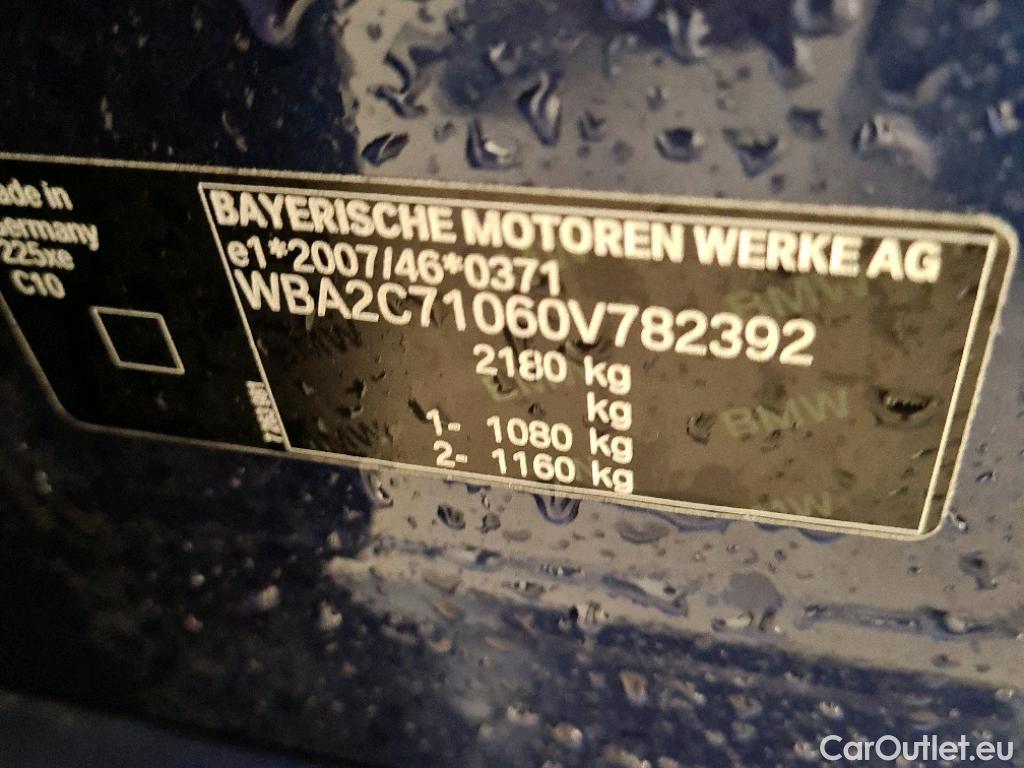 ade in
ermany
225xe
C10
BAYERISCHE MOTOREN WERKE AG
e1*2007/46*0371
WBA2C71060V782392
2180 kg
kg
1- 1080 kg
2- 1160 kg
BMW
BMW
BMW
CarOutlet.eu